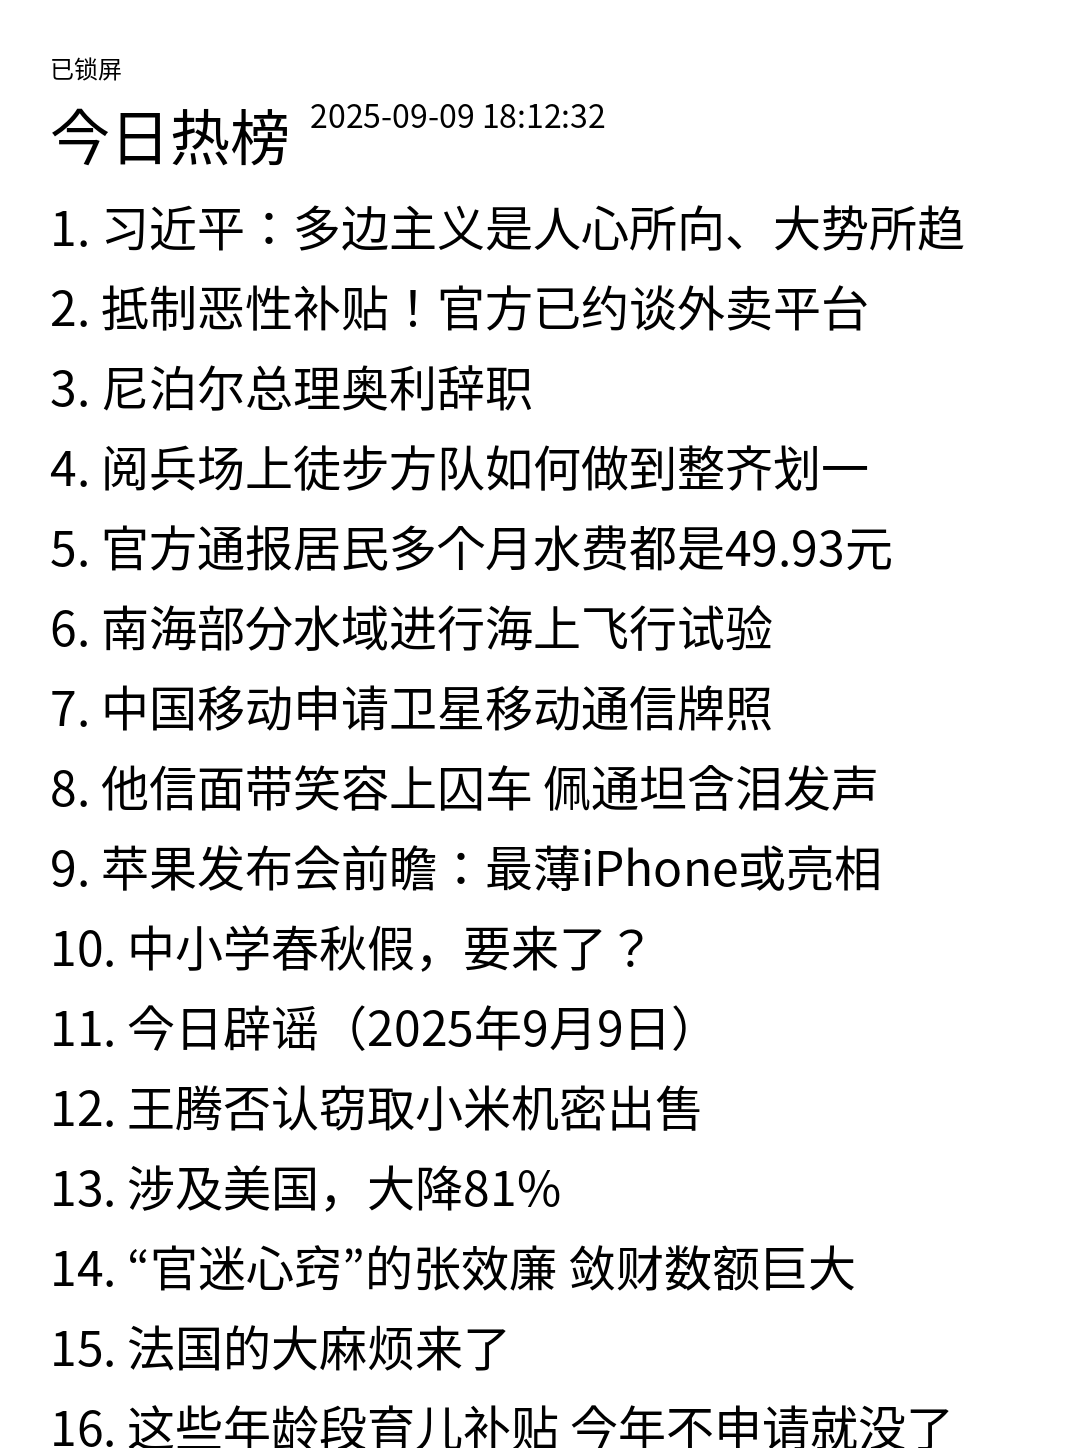 已锁屏
今日热榜 2025-09-09 18:12:32
1. 习近平：多边主义是人心所向、大势所趋
2. 抵制恶性补贴！官方已约谈外卖平台
3. 尼泊尔总理奥利辞职
4. 阅兵场上徒步方队如何做到整齐划一
5. 官方通报居民多个月水费都是49.93元
6. 南海部分水域进行海上飞行试验
7. 中国移动申请卫星移动通信牌照
8. 他信面带笑容上囚车 佩通坦含泪发声
9. 苹果发布会前瞻：最薄iPhone或亮相
10. 中小学春秋假，要来了？
11. 今日辟谣（2025年9月9日）
12. 王腾否认窃取小米机密出售
13. 涉及美国，大降81%
14. “官迷心窍”的张效廉 敛财数额巨大
15. 法国的大麻烦来了
16. 这些年龄段育儿补贴 今年不申请就没了